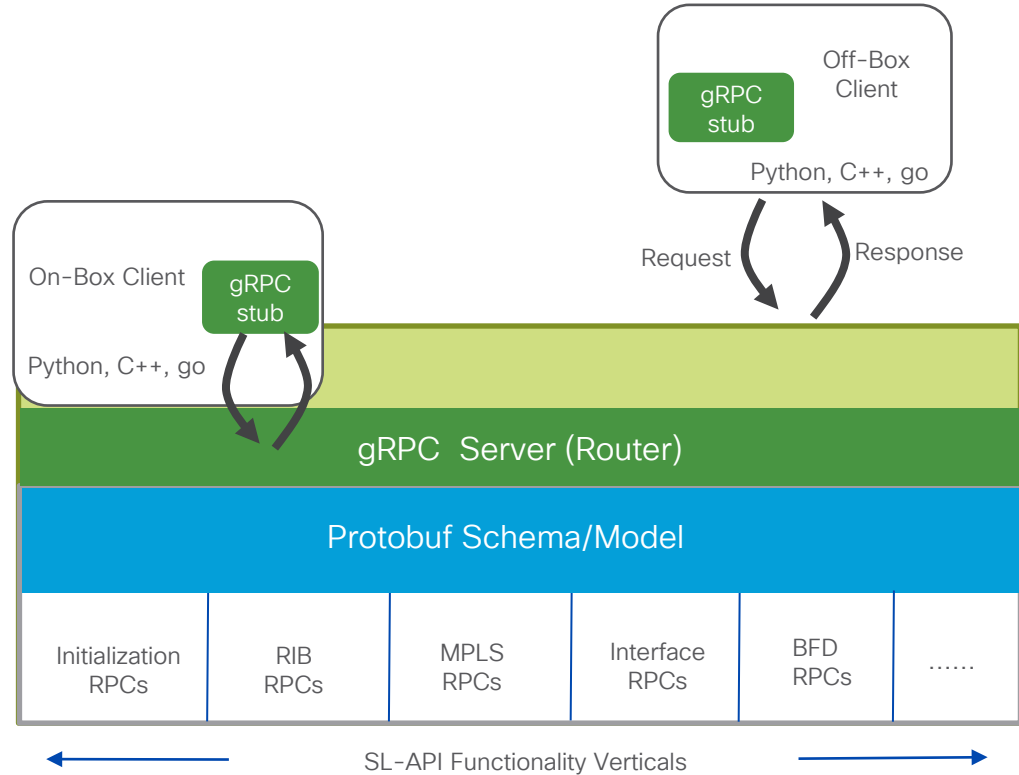 Off-Box
Client
gRPC
stub
Python, C++, go
Request
Response
On-Box Client
gRPC
stub
Python, C++, go
gRPC Server (Router)
Protobuf Schema/Model
Initialization
RPCs
RIB
RPCs
MPLS
RPCs
Interface
RPCs
BFD
RPCs
......
SL-API Functionality Verticals